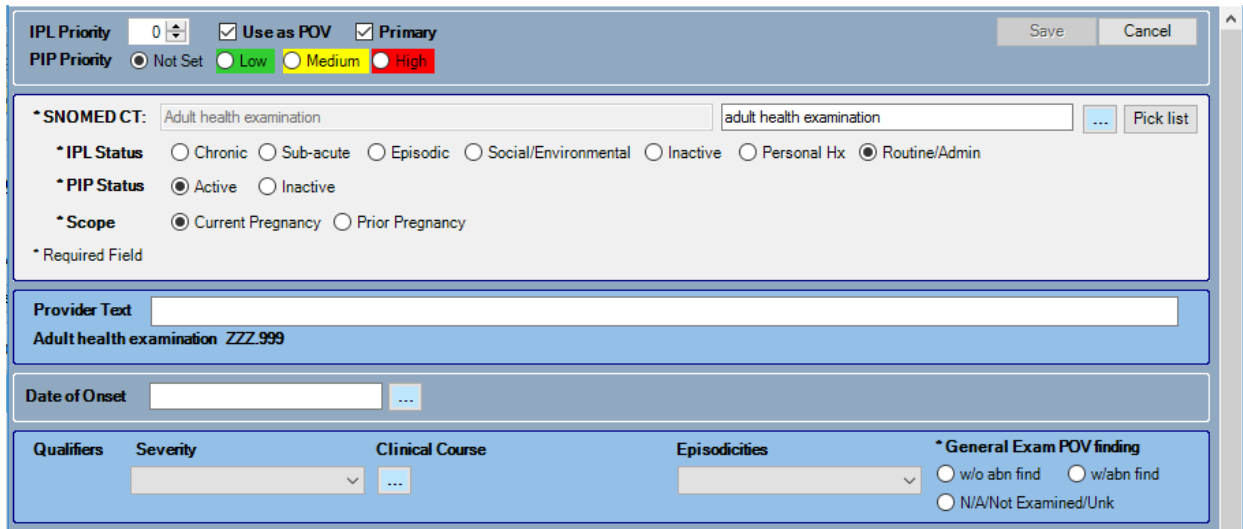 IPL Priority 0 Use as POV Primary Save Cancel
PIP Priority Not Set Low Medium High
* SNOMED CT: Adult health examination adult health examination ... Pick list
* IPL Status Chronic Sub-acute Episodic Social/Environmental Inactive Personal Hx Routine/Admin
* PIP Status Active Inactive
* Scope Current Pregnancy Prior Pregnancy
* Required Field
Provider Text
Adult health examination ZZZ.999
Date of Onset ...
Qualifiers Severity Clinical Course Episodicities * General Exam POV finding
... w/o abn find w/abn find
N/A/Not Examined/Unk